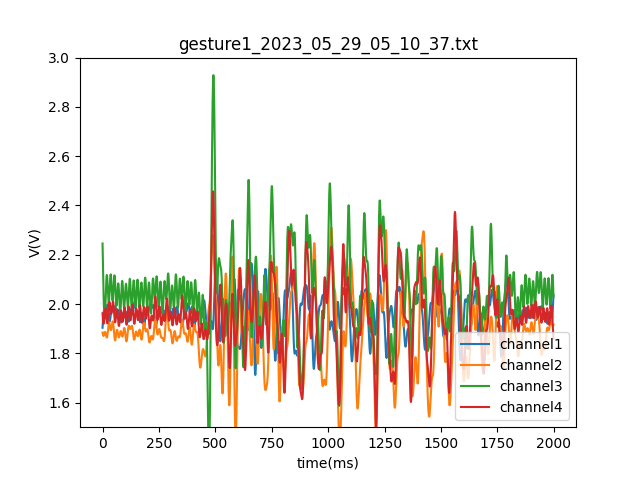 gesture1_2023_05_29_05_10_37.txt
3.0
2.8
2.6
2.4
2.2
2.0
1.8
1.6
V(V)
0 250 500 750 1000 1250 1500 1750 2000
time(ms)
channel1
channel2
channel3
channel4